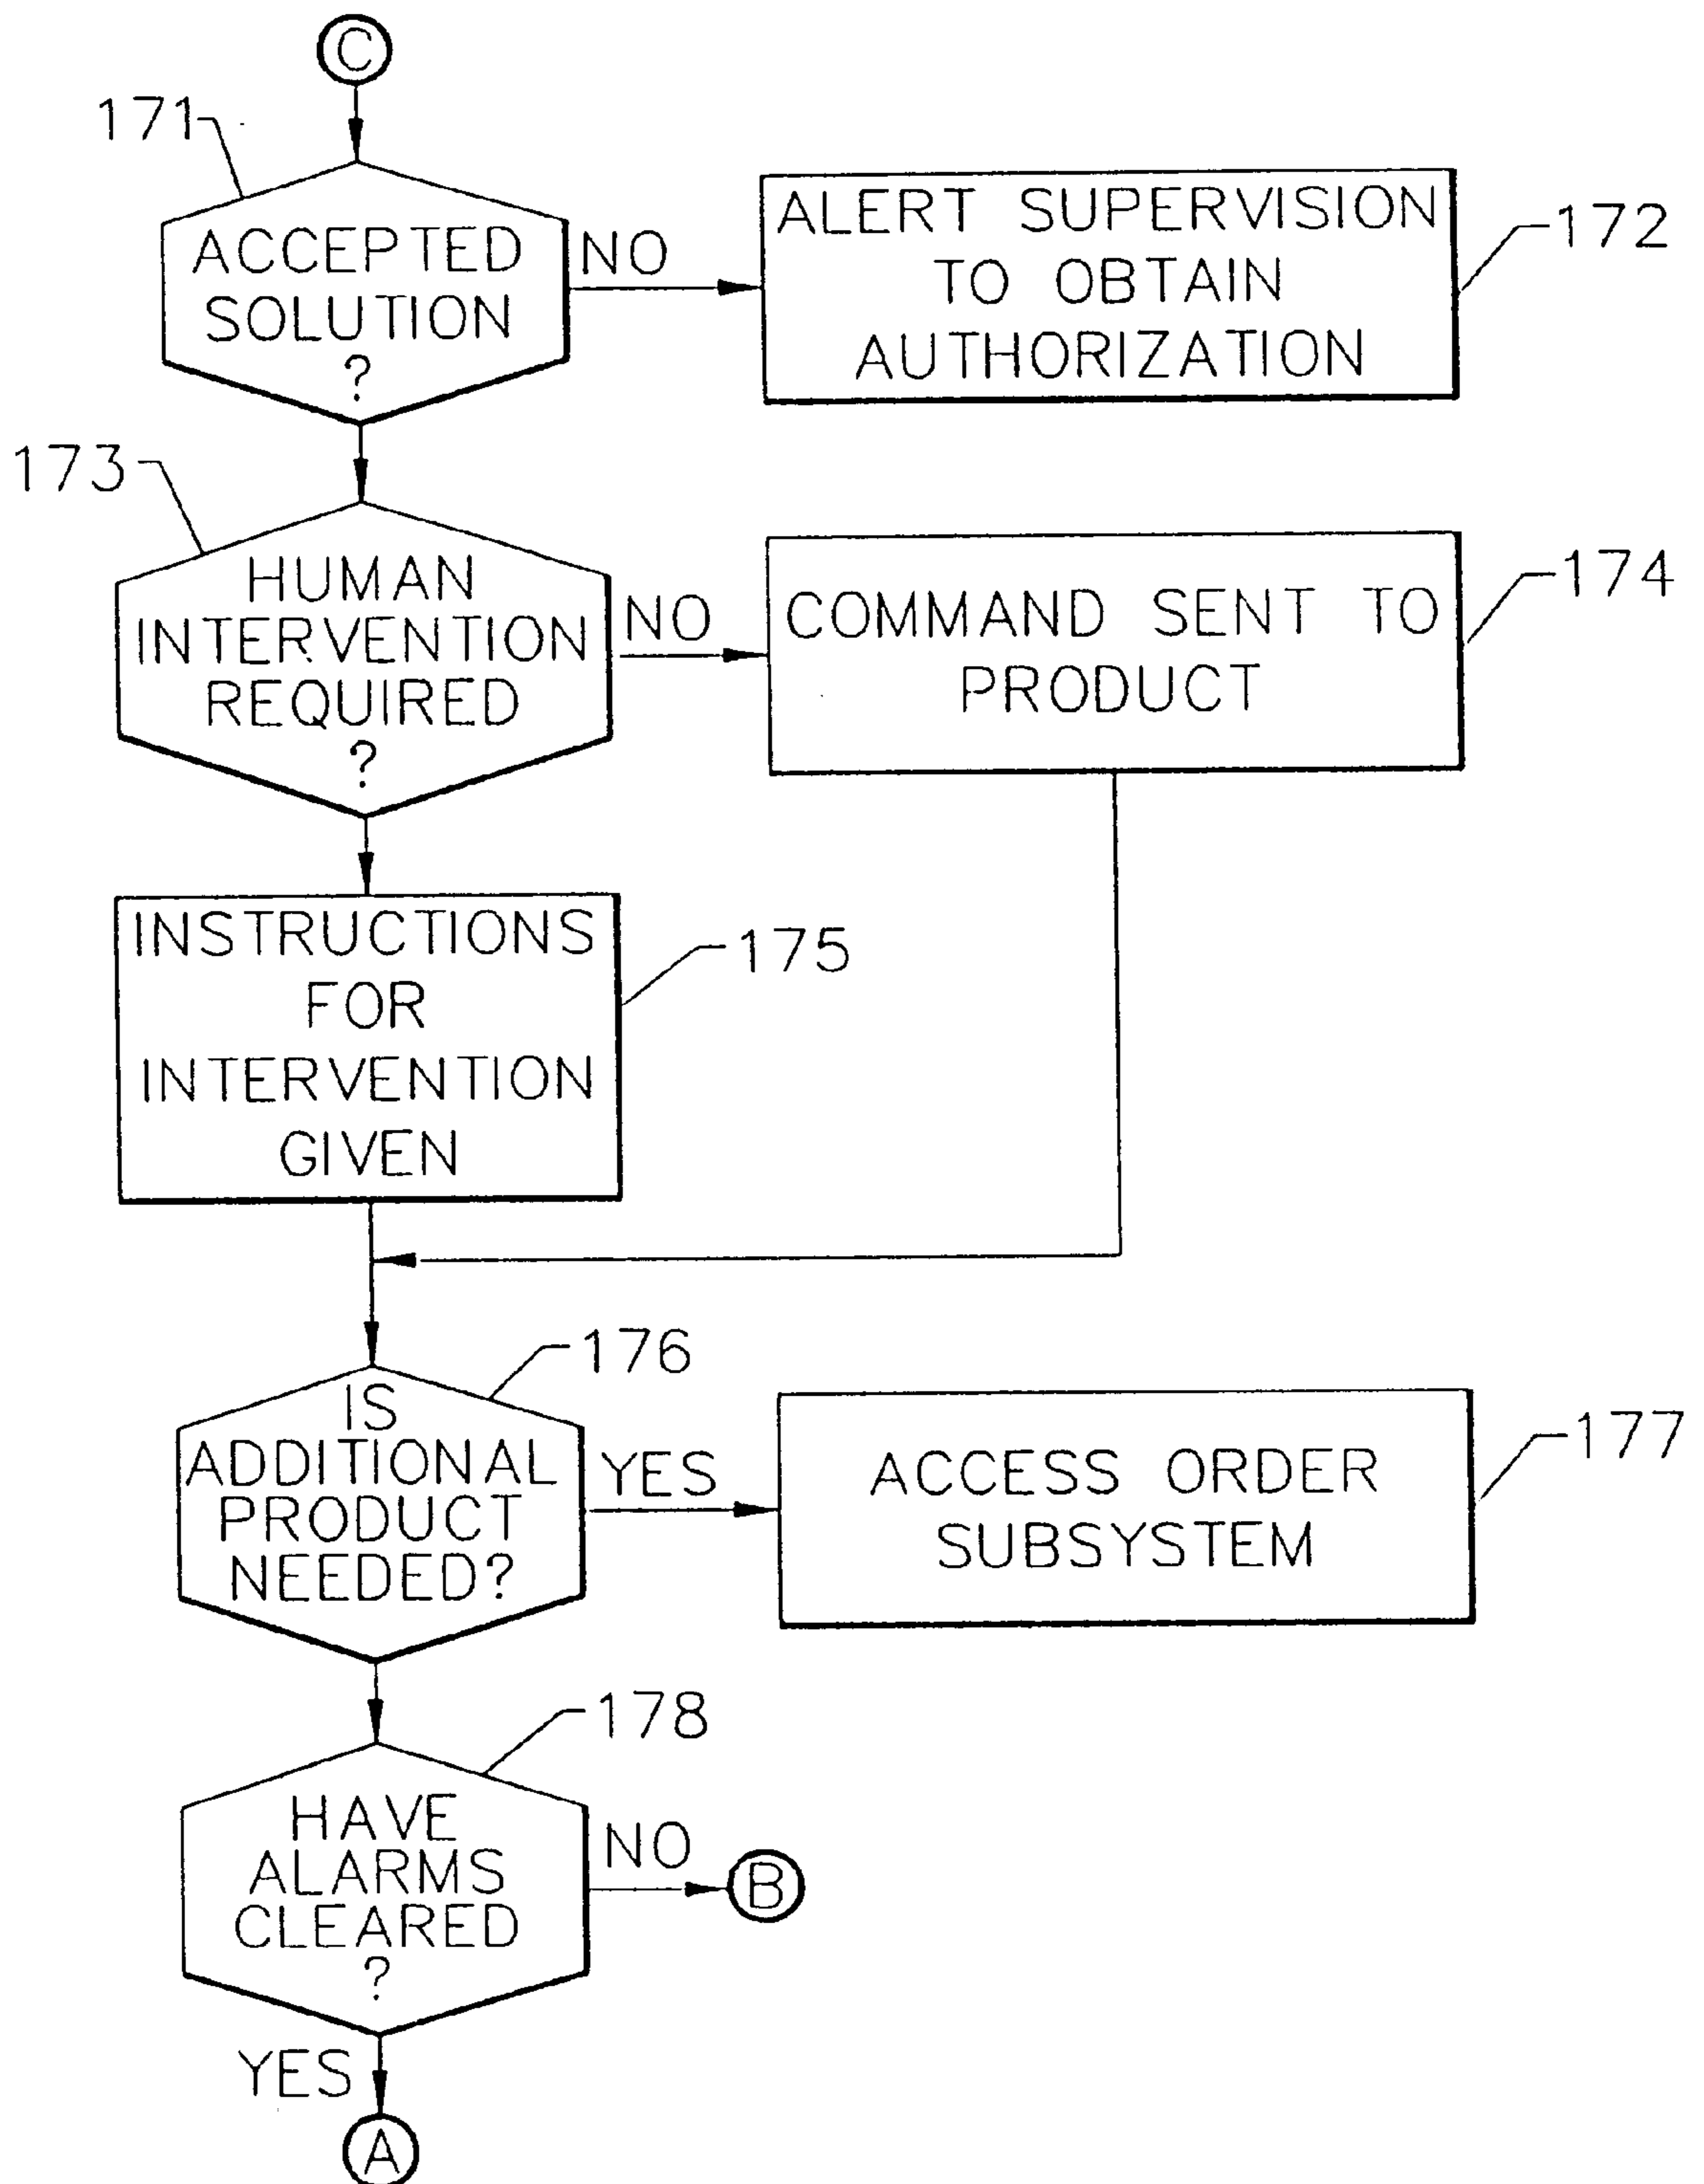 C
171
ACCEPTED
SOLUTION
?
NO
ALERT SUPERVISION
TO OBTAIN
AUTHORIZATION
172
173
HUMAN
INTERVENTION
REQUIRED
?
NO
COMMAND SENT TO
PRODUCT
174
INSTRUCTIONS
FOR
INTERVENTION
GIVEN
175
176
IS
ADDITIONAL
PRODUCT
NEEDED?
YES
ACCESS ORDER
SUBSYSTEM
177
178
HAVE
ALARMS
CLEARED
?
NO
B
YES
A